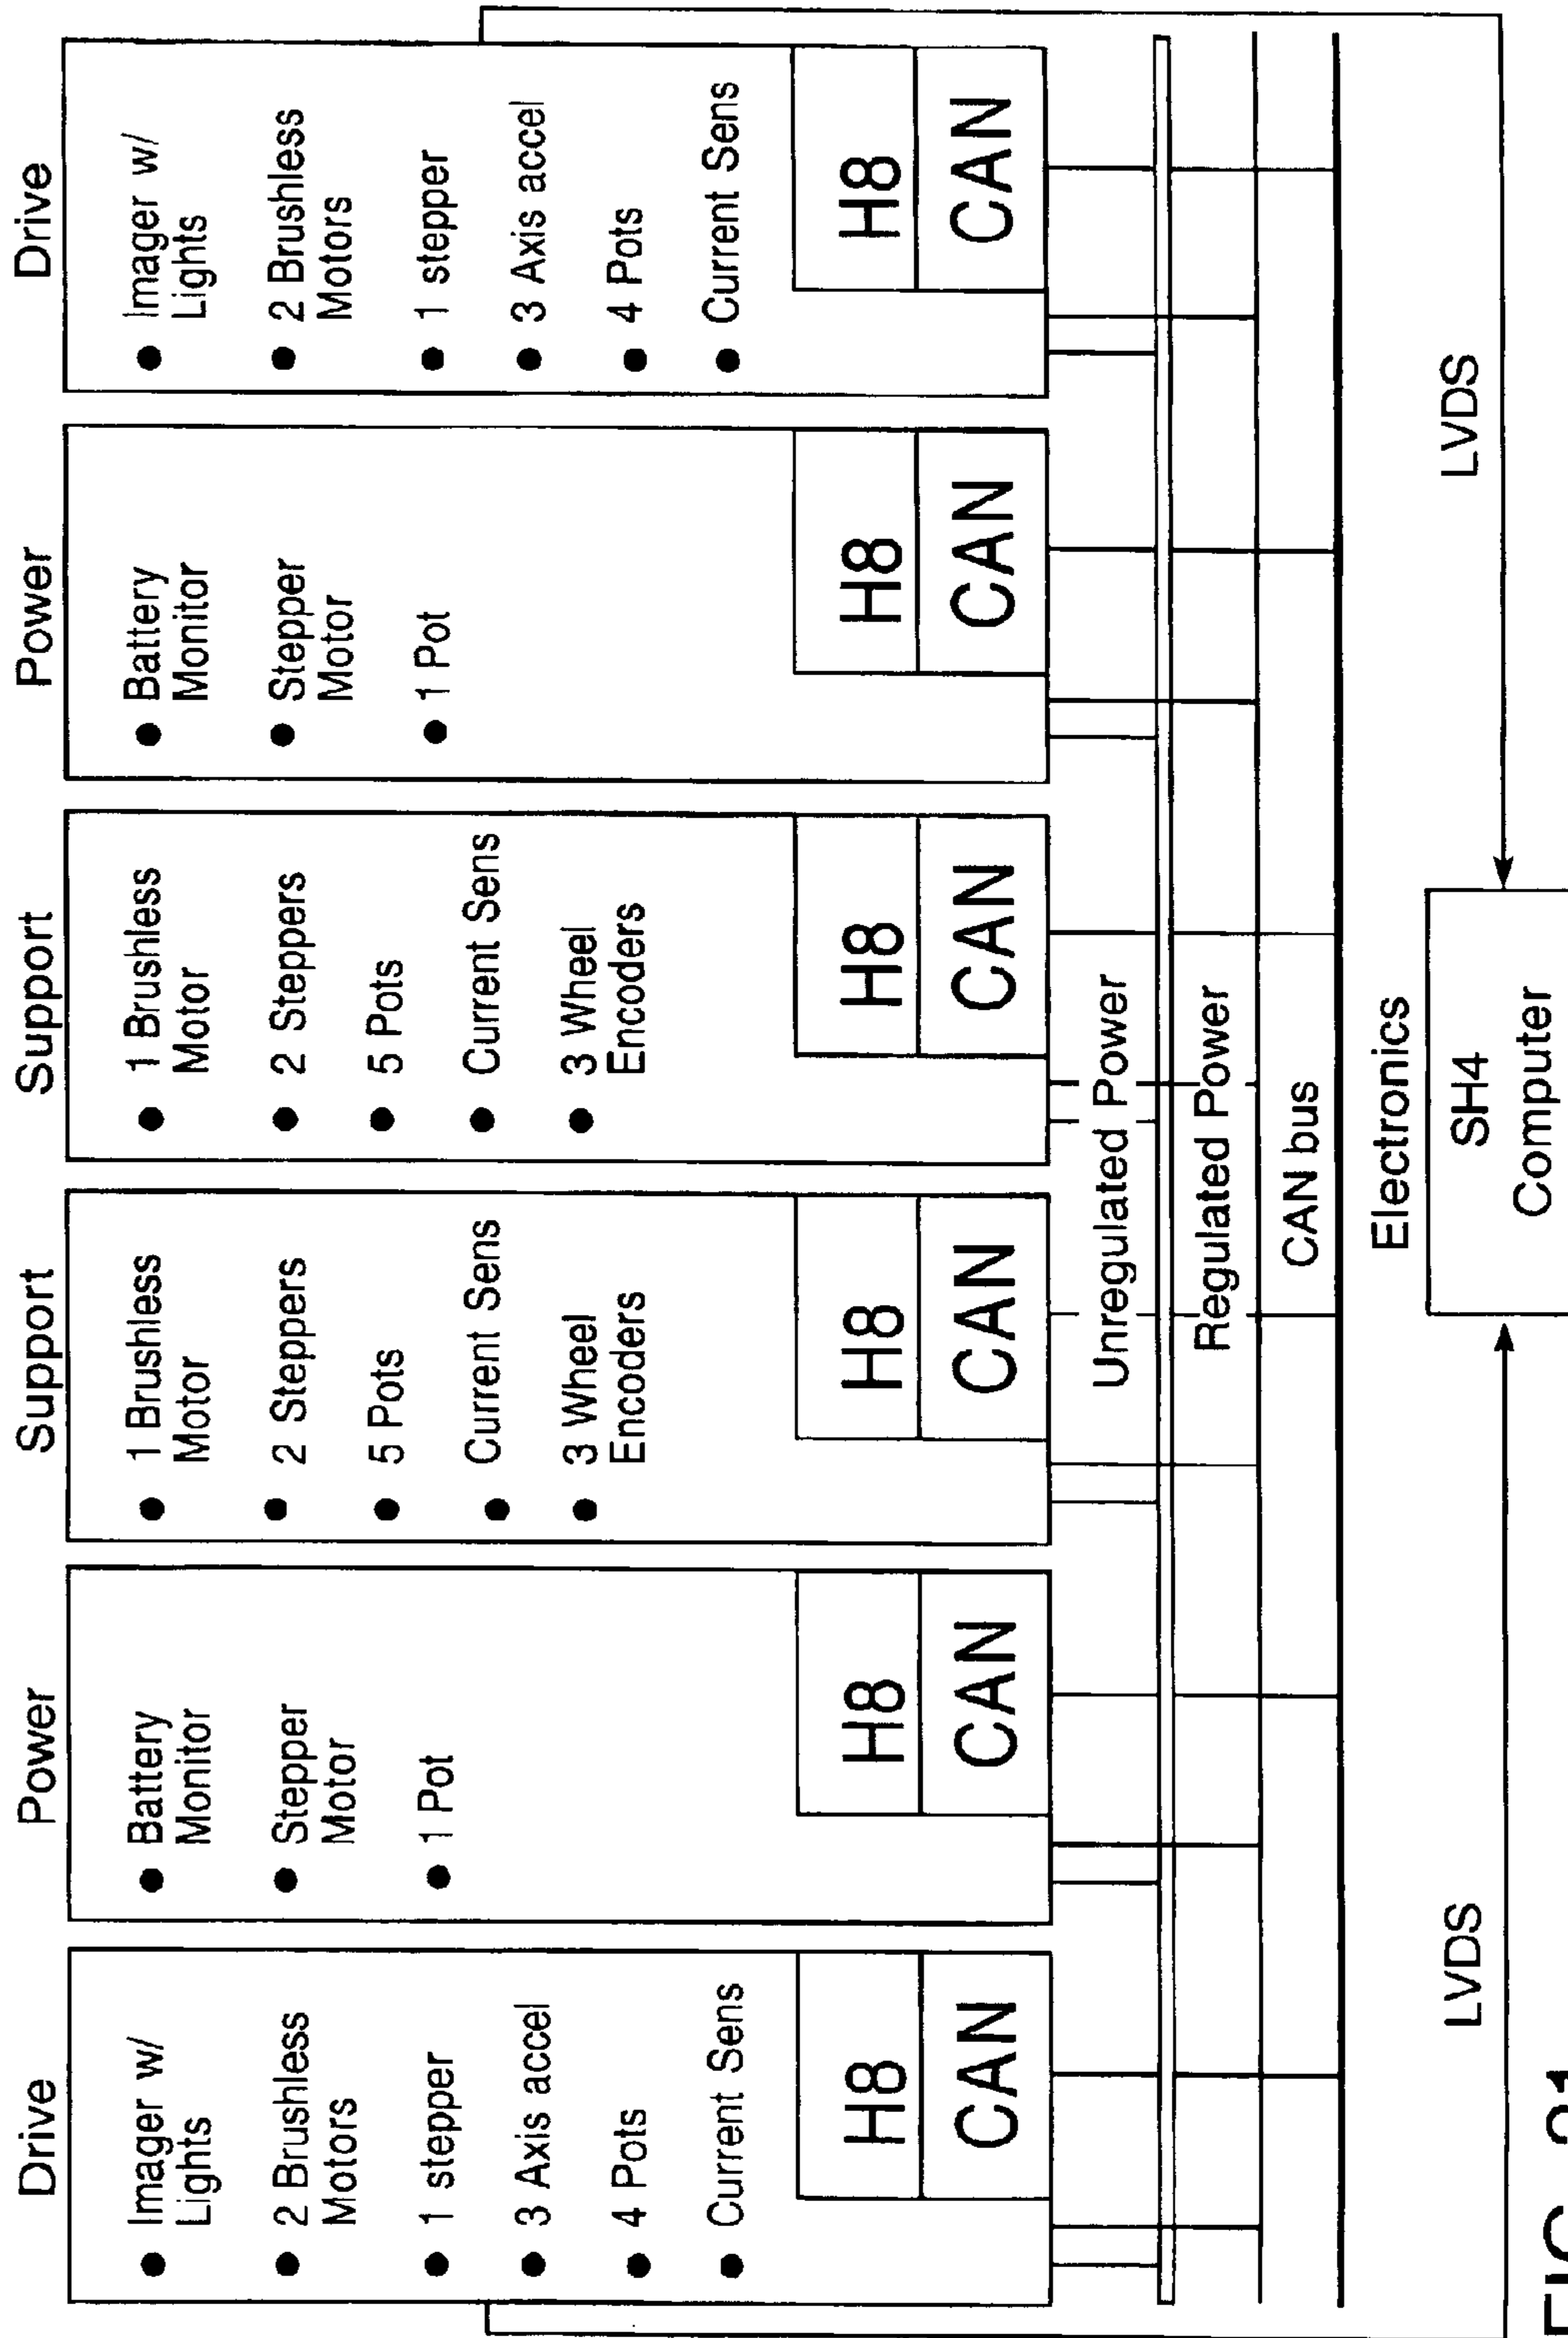 Drive
Imager w/
Lights
2 Brushless
Motors
1 stepper
3 Axis accel
4 Pots
Current Sens
H8
CAN
Power
Battery
Monitor
Stepper
Motor
1 Pot
H8
CAN
Support
1 Brushless
Motor
2 Steppers
5 Pots
Current Sens
3 Wheel
Encoders
H8
CAN
Support
1 Brushless
Motor
2 Steppers
5 Pots
Current Sens
3 Wheel
Encoders
H8
CAN
Power
Battery
Monitor
Stepper
Motor
1 Pot
H8
CAN
Drive
Imager w/
Lights
2 Brushless
Motors
1 stepper
3 Axis accel
4 Pots
Current Sens
H8
CAN
Unregulated Power
Regulated Power
CAN bus
Electronics
LVDS
SH4
Computer
LVDS
FIG.